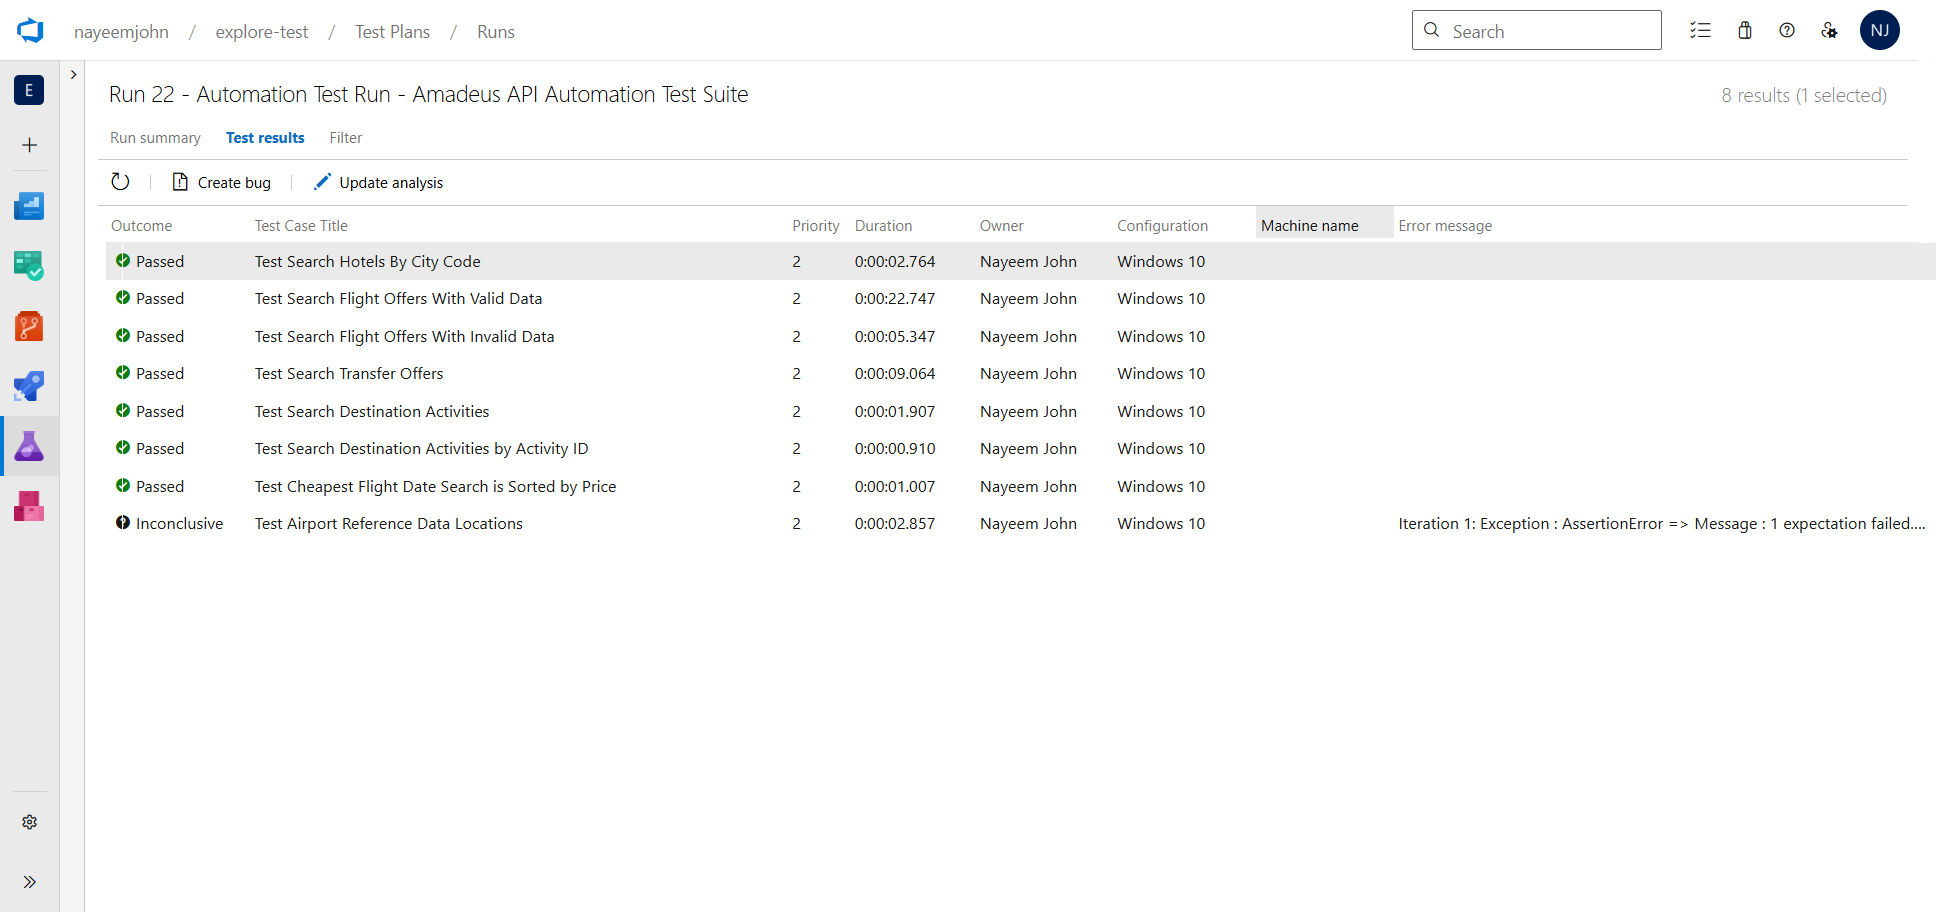 nayeemjohn / explore-test / Test Plans / Runs Search NJ
E
Run 22 - Automation Test Run - Amadeus API Automation Test Suite 8 results (1 selected)
Run summary Test results Filter
Create bug Update analysis
Outcome Test Case Title Priority Duration Owner Configuration Machine name Error message
Passed Test Search Hotels By City Code 2 0:00:02.764 Nayeem John Windows 10
Passed Test Search Flight Offers With Valid Data 2 0:00:22.747 Nayeem John Windows 10
Passed Test Search Flight Offers With Invalid Data 2 0:00:05.347 Nayeem John Windows 10
Passed Test Search Transfer Offers 2 0:00:09.064 Nayeem John Windows 10
Passed Test Search Destination Activities 2 0:00:01.907 Nayeem John Windows 10
Passed Test Search Destination Activities by Activity ID 2 0:00:00.910 Nayeem John Windows 10
Passed Test Cheapest Flight Date Search is Sorted by Price 2 0:00:01.007 Nayeem John Windows 10
Inconclusive Test Airport Reference Data Locations 2 0:00:02.857 Nayeem John Windows 10 Iteration 1: Exception : AssertionError => Message : 1 expectation failed....